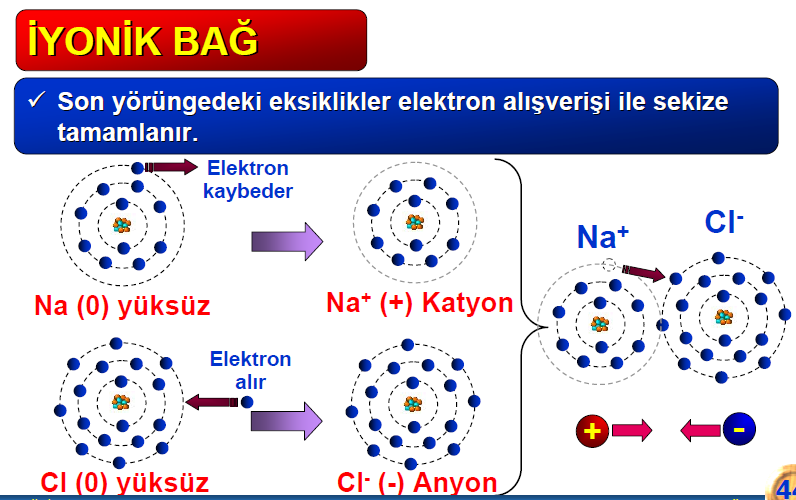 İYONİK BAĞ
✓ Son yörüngedeki eksiklikler elektron alışverişi ile sekize
tamamlanır.
Elektron
kaybeder
Na (0) yüksüz
Na⁺ (+) Katyon
Elektron
alır
Cl (0) yüksüz
Cl⁻ (-) Anyon
Na⁺
Cl⁻
+
-